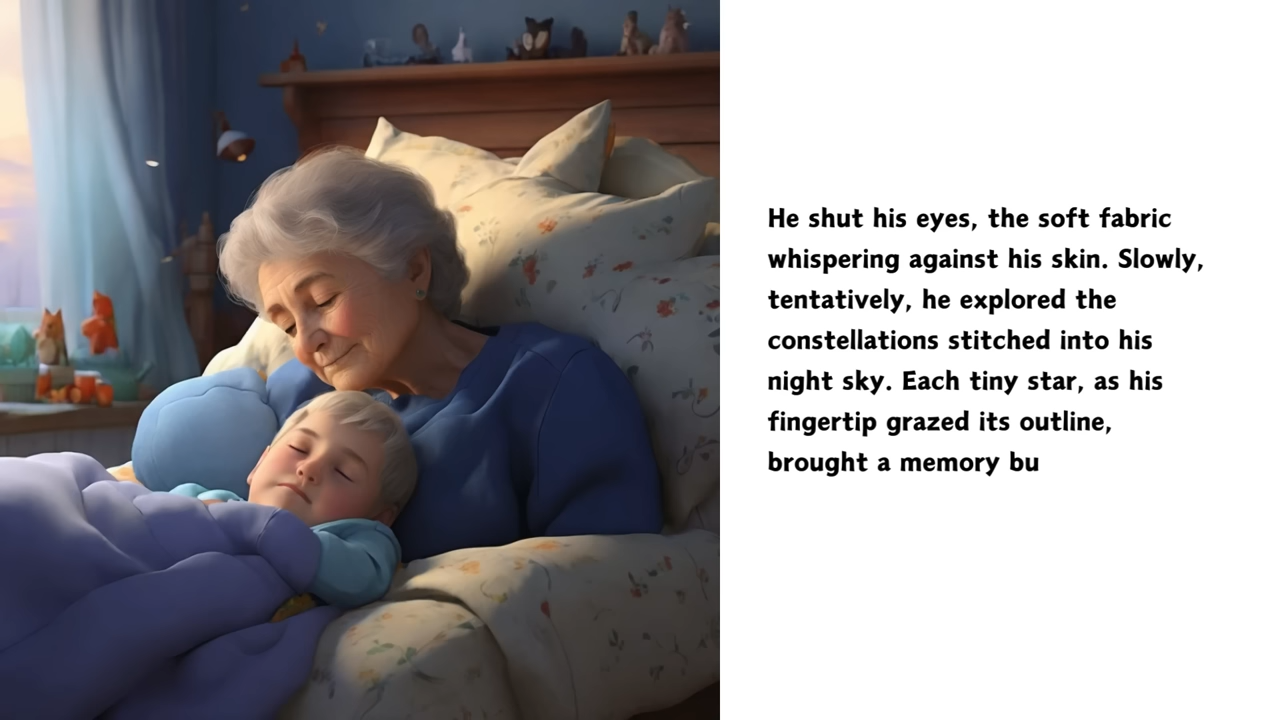 He shut his eyes, the soft fabric
whispering against his skin. Slowly,
tentatively, he explored the
constellations stitched into his
night sky. Each tiny star, as his
fingertip grazed its outline,
brought a memory bu